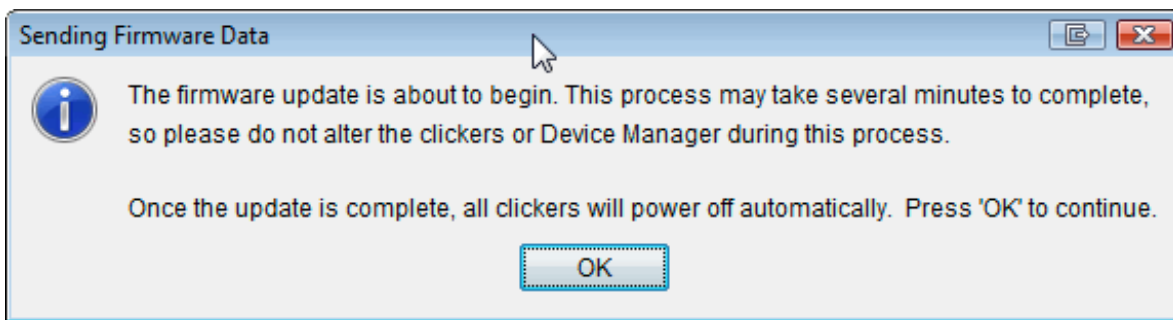 Sending Firmware Data
The firmware update is about to begin. This process may take several minutes to complete,
so please do not alter the clickers or Device Manager during this process.
Once the update is complete, all clickers will power off automatically.  Press 'OK' to continue.
OK